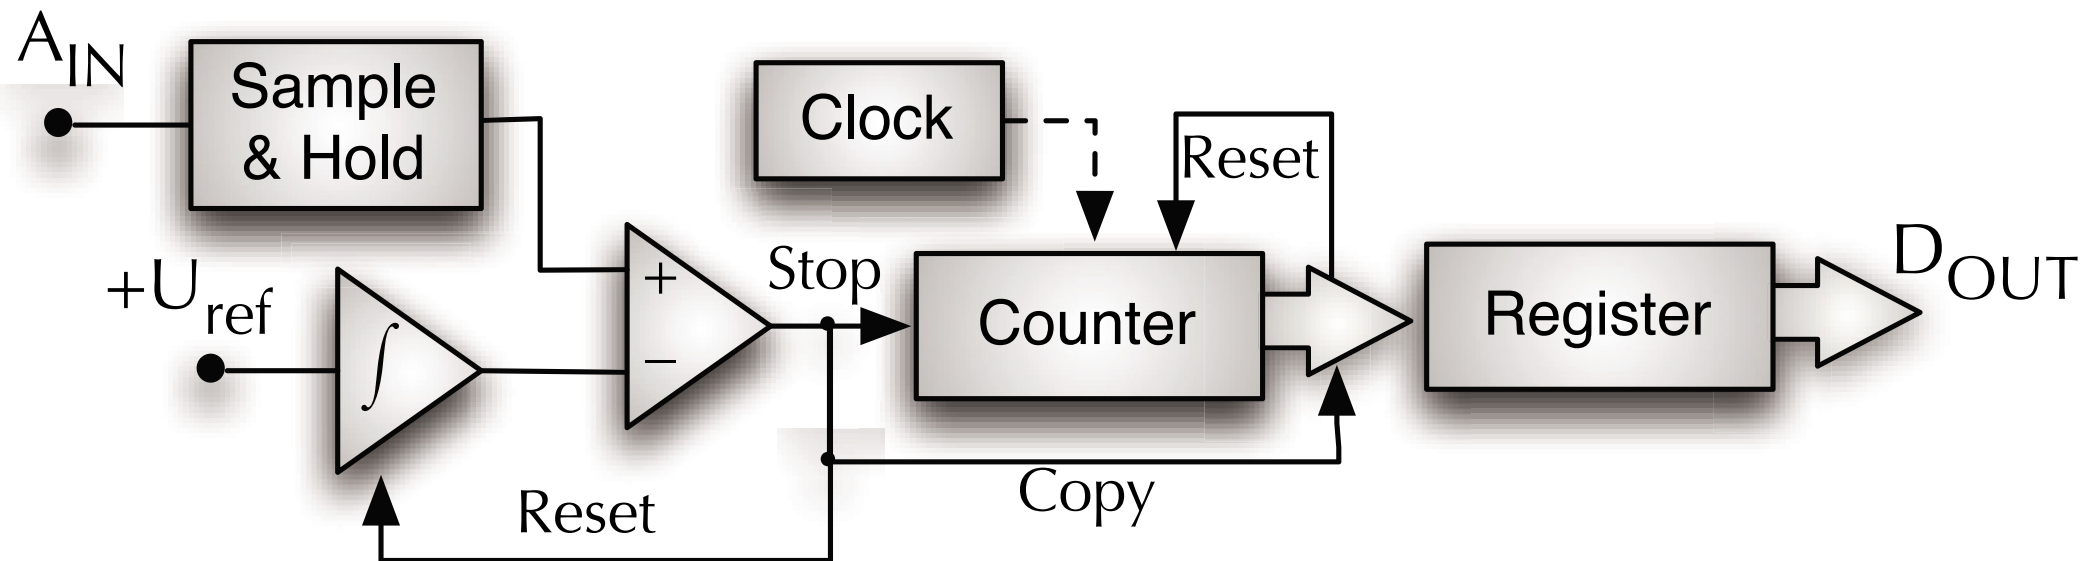 A_IN
Sample
& Hold
Clock
Reset
+U_ref
∫
+
−
Stop
Counter
Register
D_OUT
Reset
Copy